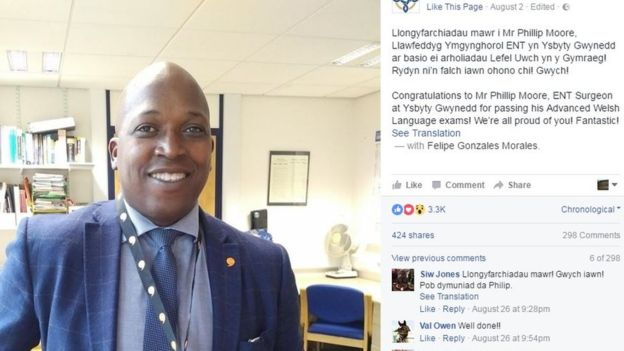 Like This Page · August 2 · Edited ·
Llongyfarchiadau mawr i Mr Phillip Moore,
Llawfeddyg Ymgynghorol ENT yn Ysbyty Gwynedd
ar basio ei arholiadau Lefel Uwch yn y Gymraeg!
Rydyn ni'n falch iawn ohono chi! Gwych!
Congratulations to Mr Phillip Moore, ENT Surgeon
at Ysbyty Gwynedd for passing his Advanced Welsh
Language exams! We're all proud of you! Fantastic!
See Translation
— with Felipe Gonzales Morales.
Like Comment Share
3.3K Chronological
424 shares 298 Comments
View previous comments 6 of 298
Siw Jones Llongyfarchiadau mawr! Gwych iawn!
Pob dymuniad da Philip.
See Translation
Like · Reply · August 26 at 9:28pm
Val Owen Well done!!
Like · Reply · August 26 at 9:54pm